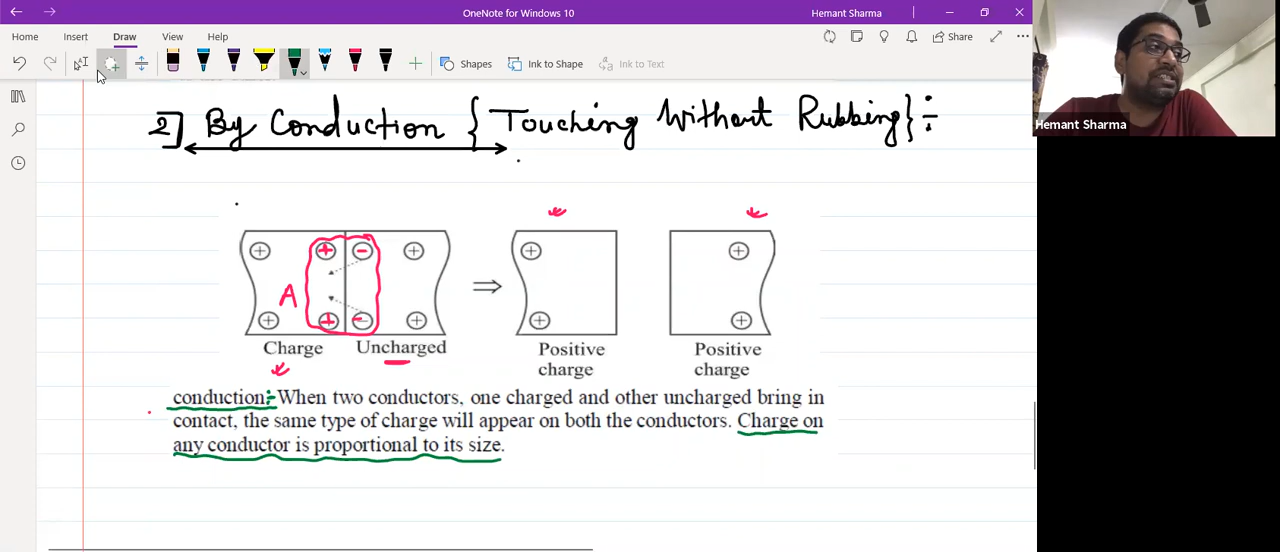 OneNote for Windows 10
Hemant Sharma
Home Insert Draw View Help
Share
Shapes Ink to Shape Ink to Text
2] By Conduction { Touching Without Rubbing} ÷
+ + - +
A
+ + - +
Charge Uncharged
Positive charge
Positive charge
conduction:- When two conductors, one charged and other uncharged bring in
contact, the same type of charge will appear on both the conductors. Charge on
any conductor is proportional to its size.
+ +
+ +
Hemant Sharma